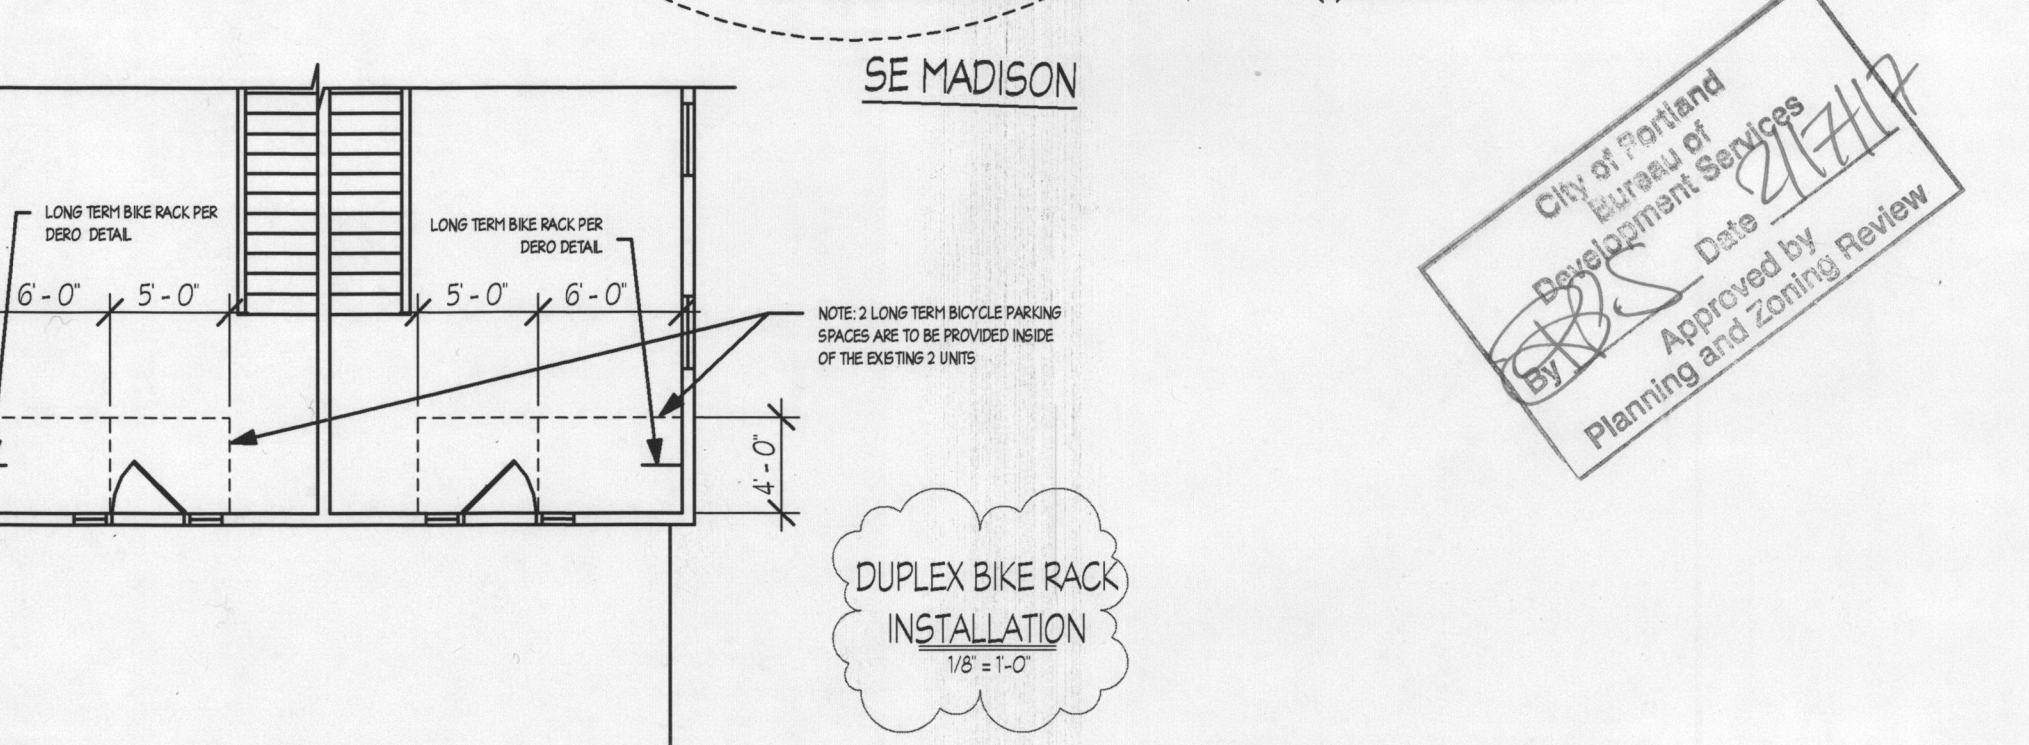 SE MADISON
LONG TERM BIKE RACK PER
DERO DETAIL
LONG TERM BIKE RACK PER
DERO DETAIL
6'-0" 5'-0"
5'-0" 6'-0"
NOTE: 2 LONG TERM BICYCLE PARKING
SPACES ARE TO BE PROVIDED INSIDE
OF THE EXISTING 2 UNITS
4'-0"
DUPLEX BIKE RACK
INSTALLATION
1/8" = 1'-0"
City of Portland
Bureau of
Development Services
Date 2/17/17
By
Approved by
Planning and Zoning Review